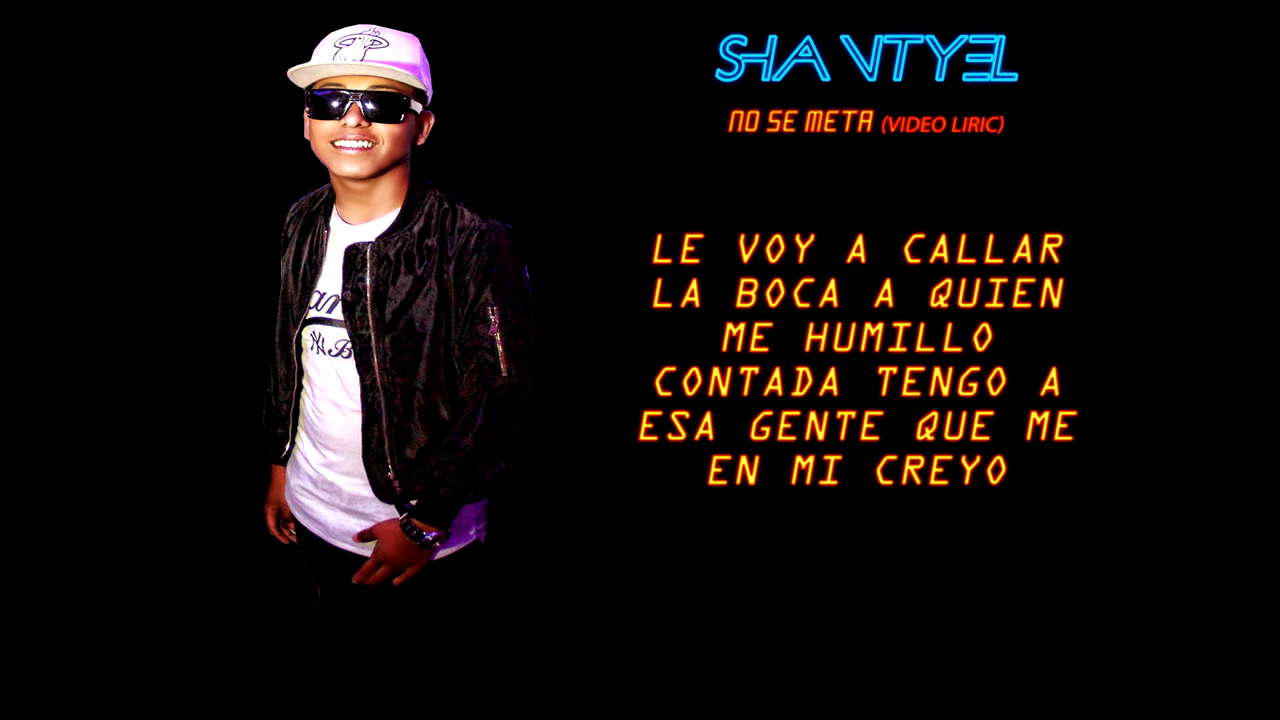 SHANTYEL
NO SE META (VIDEO LIRIC)
LE VOY A CALLAR
LA BOCA A QUIEN
ME HUMILLO
CONTADA TENGO A
ESA GENTE QUE ME
EN MI CREYO